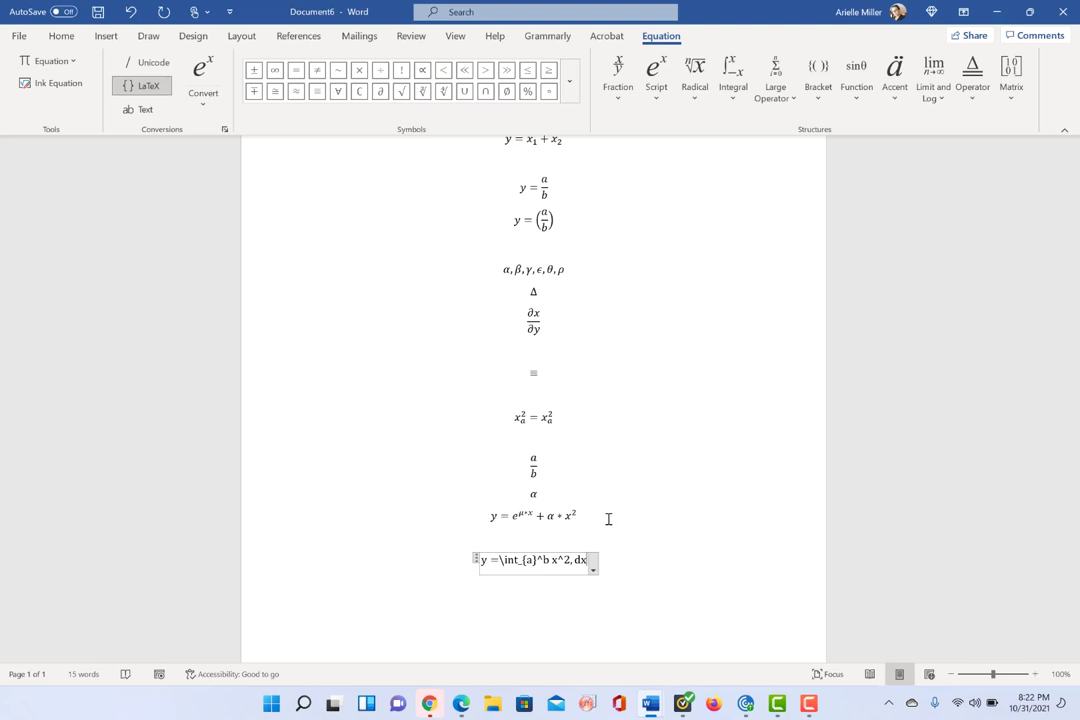 AutoSave Off Document6 - Word Search Arielle Miller
File Home Insert Draw Design Layout References Mailings Review View Help Grammarly Acrobat Equation Share Comments
π Equation
Ink Equation
Unicode
{ } LaTeX
ab Text
e^x
Convert
± ∞ = ≠ ~ × ÷ ! ∝ < ≪ > ≫ ≤ ≥
∓ ≅ ≈ ≡ ∀ ∁ ∂ √ ∛ ∜ ∪ ∩ ∅ % °
Fraction Script Radical Integral Large Operator Bracket Function Accent Limit and Log Operator Matrix
Tools Conversions Symbols Structures
y = x₁ + x₂
y = a/b
y = (a/b)
α, β, γ, ϵ, θ, ρ
Δ
∂x/∂y
≡
x_a^2 = x_a^2
a/b
α
y = e^{μ*x} + α * x²
y =\int_{a}^b x^2, dx
Page 1 of 1 15 words Accessibility: Good to go Focus 100%
8:22 PM
10/31/2021